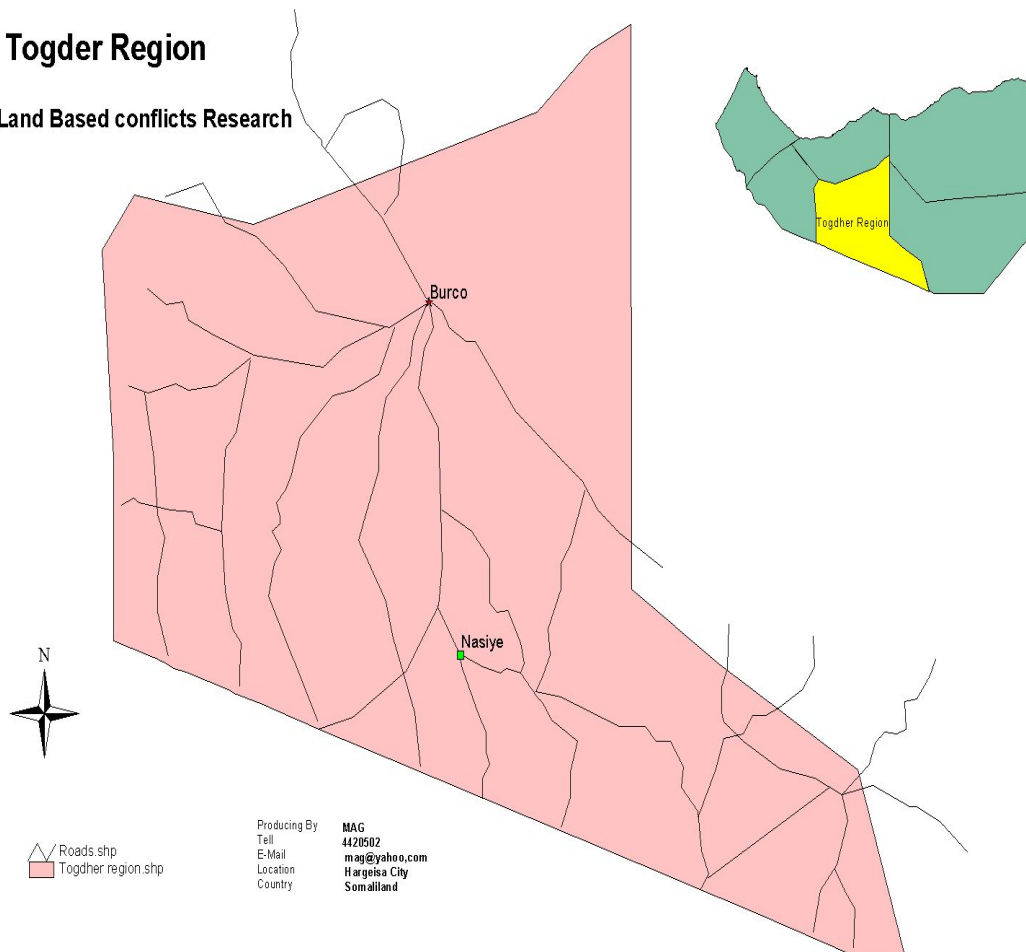 Togder Region
Land Based conflicts Research
Togdher Region
Burco
Nasiye
N
Roads.shp
Togdher region.shp
Producing By MAG
Tell 4420502
E-Mail mag@yahoo,com
Location Hargeisa City
Country Somaliland